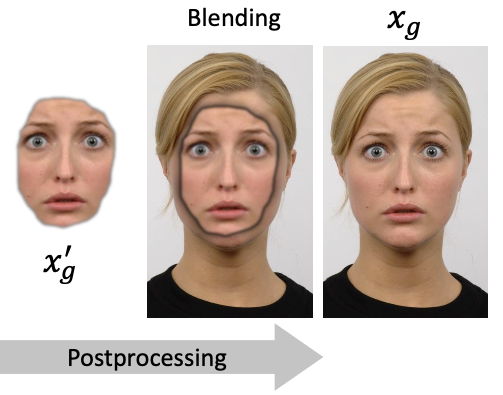 Blending
x_g
x'_g
Postprocessing